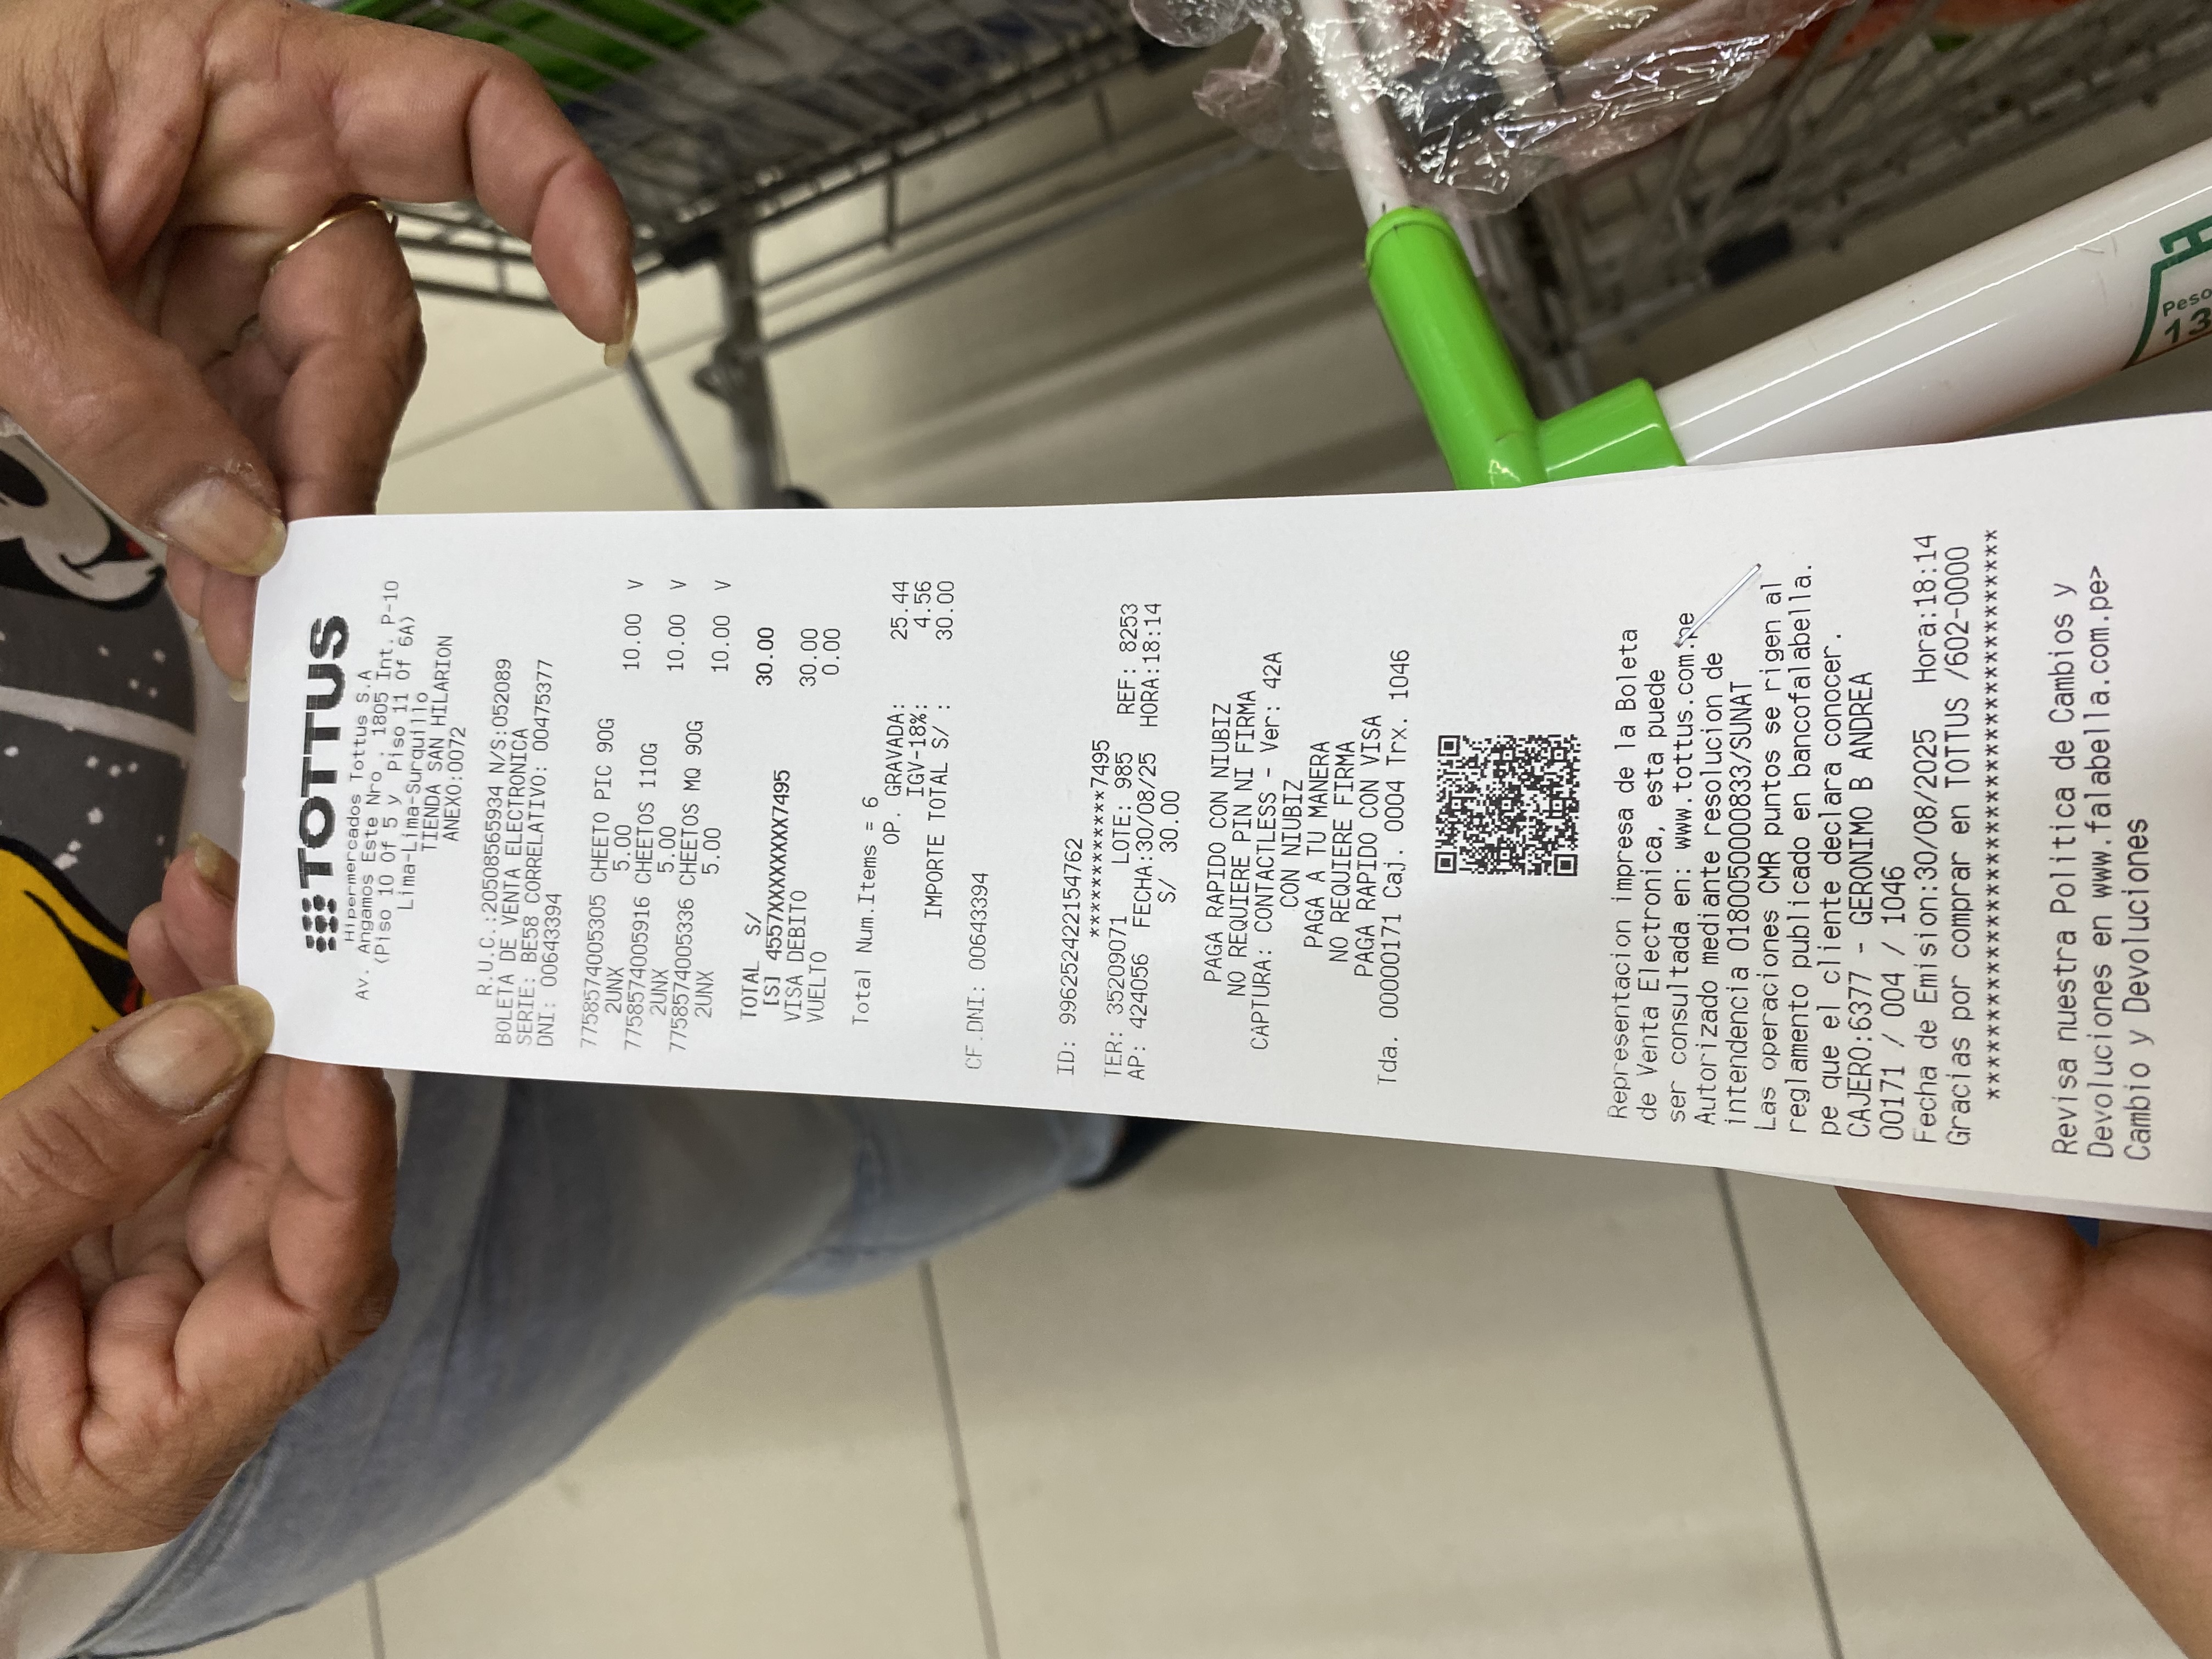 TOTTUS
Hipermercados Tottus S.A
Av. Angamos Este Nro . 1805 Int. P-10
(Piso 10 Of 5 y Piso 11 Of 6A)
Lima-Lima-Surquillo
TIENDA SAN HILARION
ANEXO:0072
R.U.C.:20508565934 N/S:052089
BOLETA DE VENTA ELECTRONICA
SERIE: BE58 CORRELATIVO: 00475377
DNI: 00643394
7758574005305 CHEETO PIC 90G
2UNX 5.00 10.00 V
7758574005916 CHEETOS 110G
2UNX 5.00 10.00 V
7758574005336 CHEETOS MQ 90G
2UNX 5.00 10.00 V
TOTAL S/ 30.00
[S] 4557XXXXXXXX7495
VISA DEBITO 30.00
VUELTO 0.00
Total Num.Items = 6
OP. GRAVADA: 25.44
IGV-18%: 4.56
IMPORTE TOTAL S/ : 30.00
CF.DNI: 00643394
ID: 996252422154762
************7495
TER: 35209071 LOTE: 985 REF: 8253
AP: 424056 FECHA:30/08/25 HORA:18:14
S/ 30.00
PAGA RAPIDO CON NIUBIZ
NO REQUIERE PIN NI FIRMA
CAPTURA: CONTACTLESS - Ver: 42A
CON NIUBIZ
PAGA A TU MANERA
NO REQUIERE FIRMA
PAGA RAPIDO CON VISA
Tda. 00000171 Caj. 0004 Trx. 1046
Representacion impresa de la Boleta
de Venta Electronica, esta puede
ser consultada en: www.tottus.com.pe
Autorizado mediante resolucion de
intendencia 0180050000833/SUNAT
Las operaciones CMR puntos se rigen al
reglamento publicado en bancofalabella.
pe que el cliente declara conocer.
CAJERO:6377 - GERONIMO B ANDREA
00171 / 004 / 1046
Fecha de Emision:30/08/2025 Hora:18:14
Gracias por comprar en TOTTUS /602-0000
*************************************
Revisa nuestra Politica de Cambios y
Devoluciones en www.falabella.com.pe>
Cambio y Devoluciones